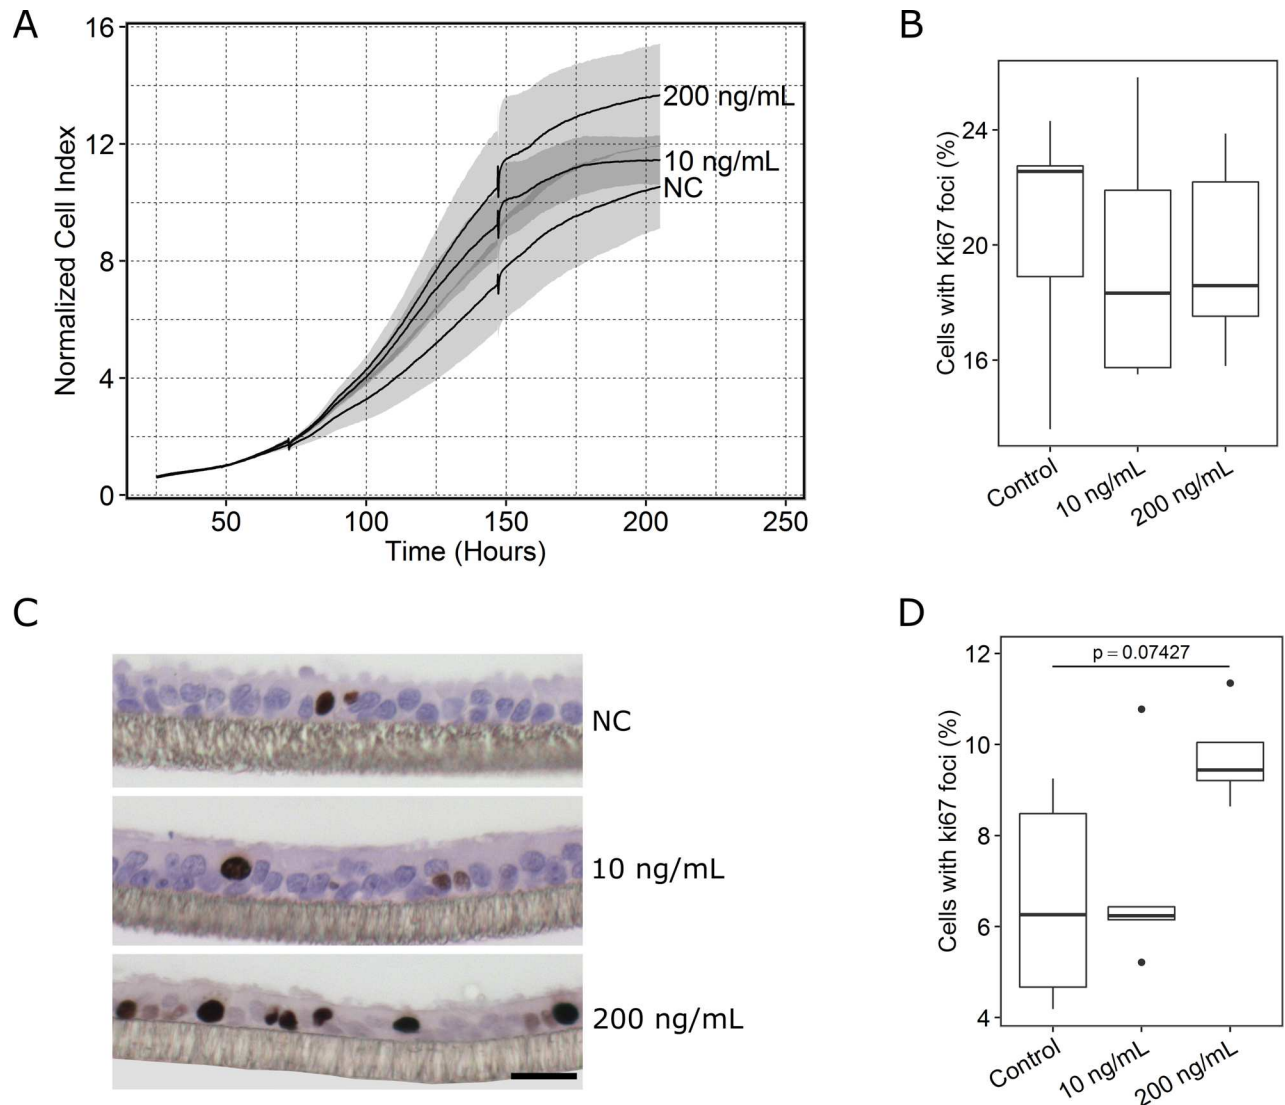 A
16
12
8
4
0
Normalized Cell Index
50
100
150
200
250
Time (Hours)
200 ng/mL
10 ng/mL
NC
B
24
20
16
Cells with Ki67 foci (%)
Control
10 ng/mL
200 ng/mL
C
NC
10 ng/mL
200 ng/mL
D
12
10
8
6
4
Cells with ki67 foci (%)
p = 0.07427
Control
10 ng/mL
200 ng/mL